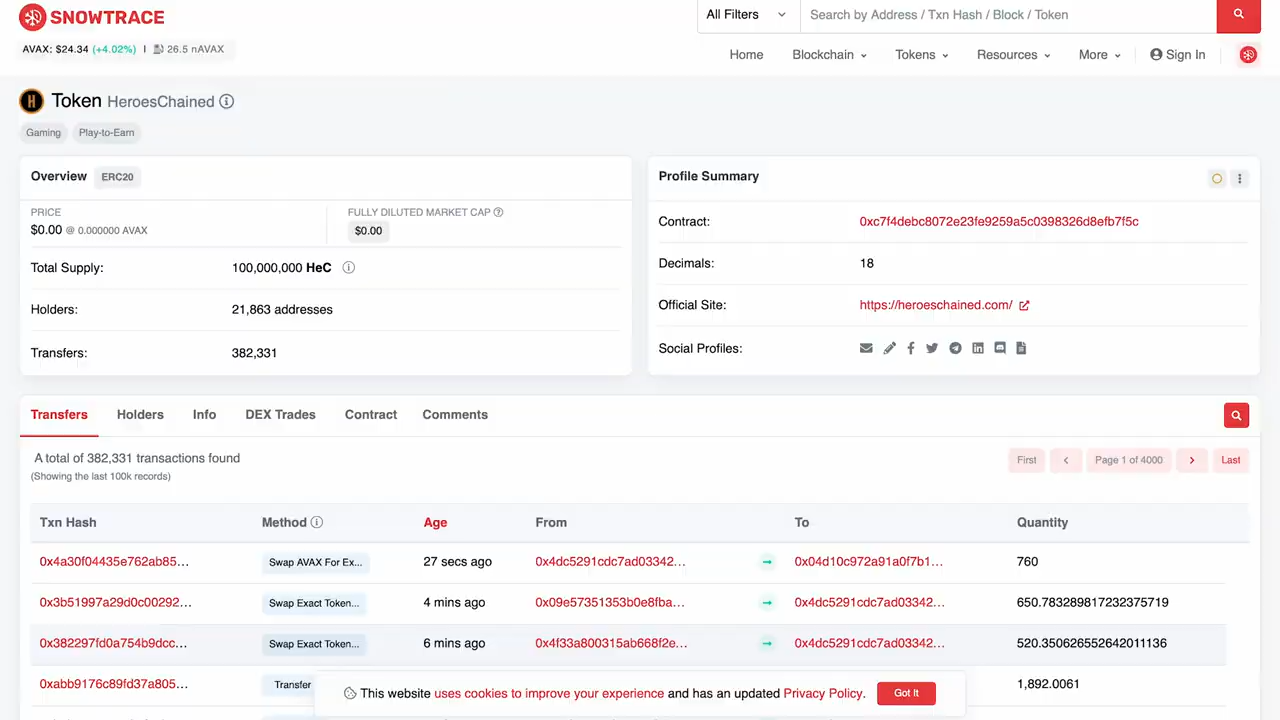 SNOWTRACE
All Filters
Search by Address / Txn Hash / Block / Token
AVAX: $24.34 (+4.02%) | 26.5 nAVAX
Home Blockchain Tokens Resources More Sign In
H Token HeroesChained
Gaming Play-to-Earn
Overview ERC20
PRICE
$0.00 @ 0.000000 AVAX
FULLY DILUTED MARKET CAP
$0.00
Total Supply: 100,000,000 HeC
Holders: 21,863 addresses
Transfers: 382,331
Profile Summary
Contract: 0xc7f4debc8072e23fe9259a5c0398326d8efb7f5c
Decimals: 18
Official Site: https://heroeschained.com/
Social Profiles:
Transfers Holders Info DEX Trades Contract Comments
A total of 382,331 transactions found
(Showing the last 100k records)
First Page 1 of 4000 Last
Txn Hash Method Age From To Quantity
0x4a30f04435e762ab85... Swap AVAX For Ex... 27 secs ago 0x4dc5291cdc7ad03342... 0x04d10c972a91a0f7b1... 760
0x3b51997a29d0c00292... Swap Exact Token... 4 mins ago 0x09e57351353b0e8fba... 0x4dc5291cdc7ad03342... 650.783289817232375719
0x382297fd0a754b9dcc... Swap Exact Token... 6 mins ago 0x4f33a800315ab668f2e... 0x4dc5291cdc7ad03342... 520.350626552642011136
0xabb9176c89fd37a805... Transfer 1,892.0061
This website uses cookies to improve your experience and has an updated Privacy Policy. Got It